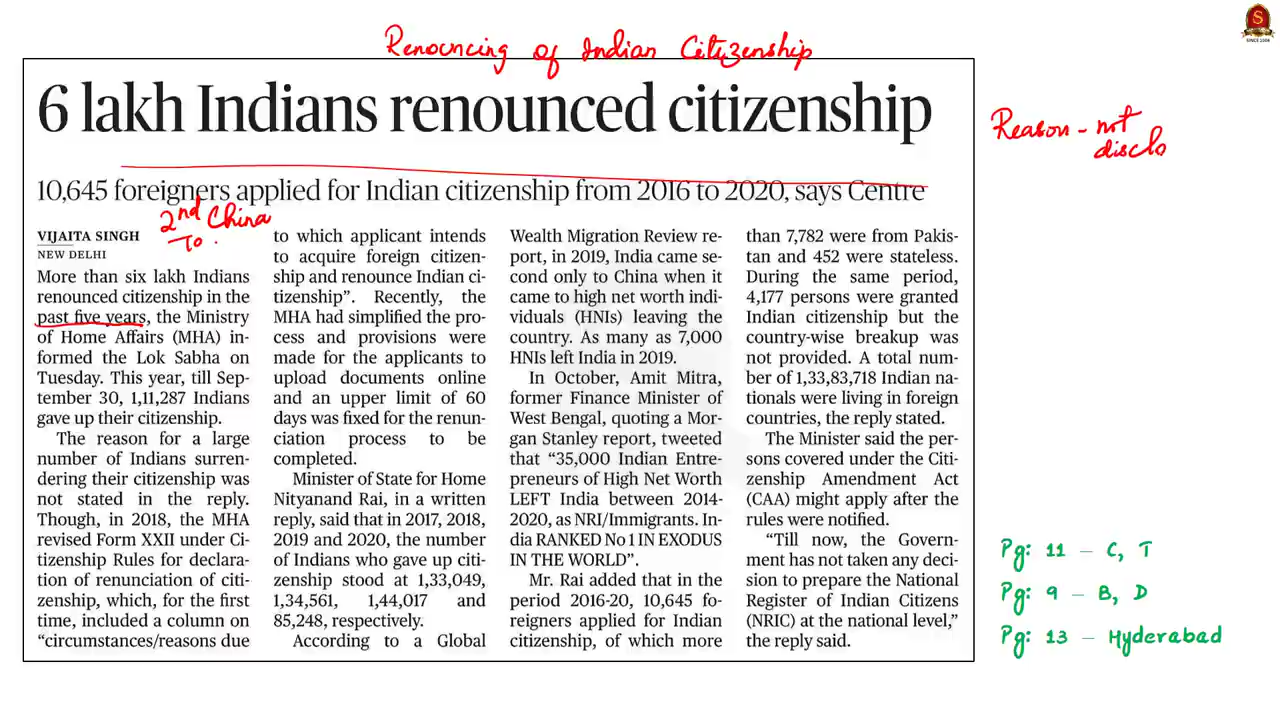 Renouncing of Indian Citizenship
S
SINCE 1984
6 lakh Indians renounced citizenship
Reason - not
disclo
10,645 foreigners applied for Indian citizenship from 2016 to 2020, says Centre
2nd China
To
VIJAITA SINGH
NEW DELHI
More than six lakh Indians
renounced citizenship in the
past five years, the Ministry
of Home Affairs (MHA) in-
formed the Lok Sabha on
Tuesday. This year, till Sep-
tember 30, 1,11,287 Indians
gave up their citizenship.
The reason for a large
number of Indians surren-
dering their citizenship was
not stated in the reply.
Though, in 2018, the MHA
revised Form XXII under Ci-
tizenship Rules for declara-
tion of renunciation of citi-
zenship, which, for the first
time, included a column on
“circumstances/reasons due
to which applicant intends
to acquire foreign citizen-
ship and renounce Indian ci-
tizenship”. Recently, the
MHA had simplified the pro-
cess and provisions were
made for the applicants to
upload documents online
and an upper limit of 60
days was fixed for the renun-
ciation process to be
completed.
Minister of State for Home
Nityanand Rai, in a written
reply, said that in 2017, 2018,
2019 and 2020, the number
of Indians who gave up citi-
zenship stood at 1,33,049,
1,34,561, 1,44,017 and
85,248, respectively.
According to a Global
Wealth Migration Review re-
port, in 2019, India came se-
cond only to China when it
came to high net worth indi-
viduals (HNIs) leaving the
country. As many as 7,000
HNIs left India in 2019.
In October, Amit Mitra,
former Finance Minister of
West Bengal, quoting a Mor-
gan Stanley report, tweeted
that “35,000 Indian Entre-
preneurs of High Net Worth
LEFT India between 2014-
2020, as NRI/Immigrants. In-
dia RANKED No 1 IN EXODUS
IN THE WORLD”.
Mr. Rai added that in the
period 2016-20, 10,645 fo-
reigners applied for Indian
citizenship, of which more
than 7,782 were from Pakis-
tan and 452 were stateless.
During the same period,
4,177 persons were granted
Indian citizenship but the
country-wise breakup was
not provided. A total num-
ber of 1,33,83,718 Indian na-
tionals were living in foreign
countries, the reply stated.
The Minister said the per-
sons covered under the Citi-
zenship Amendment Act
(CAA) might apply after the
rules were notified.
“Till now, the Govern-
ment has not taken any deci-
sion to prepare the National
Register of Indian Citizens
(NRIC) at the national level,”
the reply said.
Pg: 11 – C, T
Pg: 9 – B, D
Pg: 13 – Hyderabad